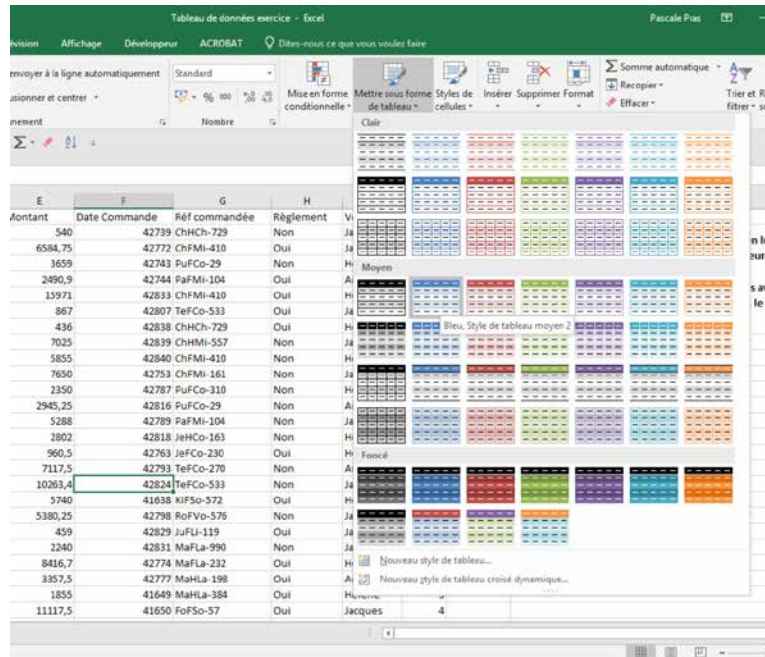 Tableau de données exercice - Excel
Pascale Pras
Affichage Développeur ACROBAT Dites-nous ce que vous voulez faire
à la ligne automatiquement Standard
et centrer
% 000
Mise en forme conditionnelle
Mettre sous forme de tableau
Styles de cellules
Insérer Supprimer Format
Σ Somme automatique
Recopier
Effacer
Trier et
filtrer
Nombre
Clair
E F G H
Montant Date Commande Réf commandée Règlement
540 42739 ChHCh-729 Non
6584,75 42772 ChFMi-410 Oui
3659 42743 PuFCo-29 Non
2490,9 42744 PaFMi-104 Oui
15971 42833 ChFMi-410 Oui
867 42807 TeFCo-533 Oui
436 42838 ChHCh-729 Oui
7025 42839 ChHMi-557 Non
5855 42840 ChFMi-410 Non
7650 42753 ChFMi-161 Non
2350 42787 PuFCo-310 Non
2945,25 42816 PuFCo-29 Non
5288 42789 PaFMi-104 Non
2802 42818 JeHCo-163 Non
960,5 42763 JeFCo-230 Oui
7117,5 42793 TeFCo-270 Non
10263,4 42824 TeFCo-533 Non
5740 41638 KiFSo-572 Oui
5380,25 42798 RoFVo-576 Non
459 42829 JuFLi-119 Oui
2240 42831 MaFLa-990 Non
8416,7 42774 MaFLa-232 Oui
3357,5 42777 MaHLa-198 Oui
1855 41649 MaHLa-384 Oui
11117,5 41650 FoFSo-57 Oui Jacques 4
Moyen
Bleu, Style de tableau moyen 2
Foncé
Nouveau style de tableau...
Nouveau style de tableau croisé dynamique...